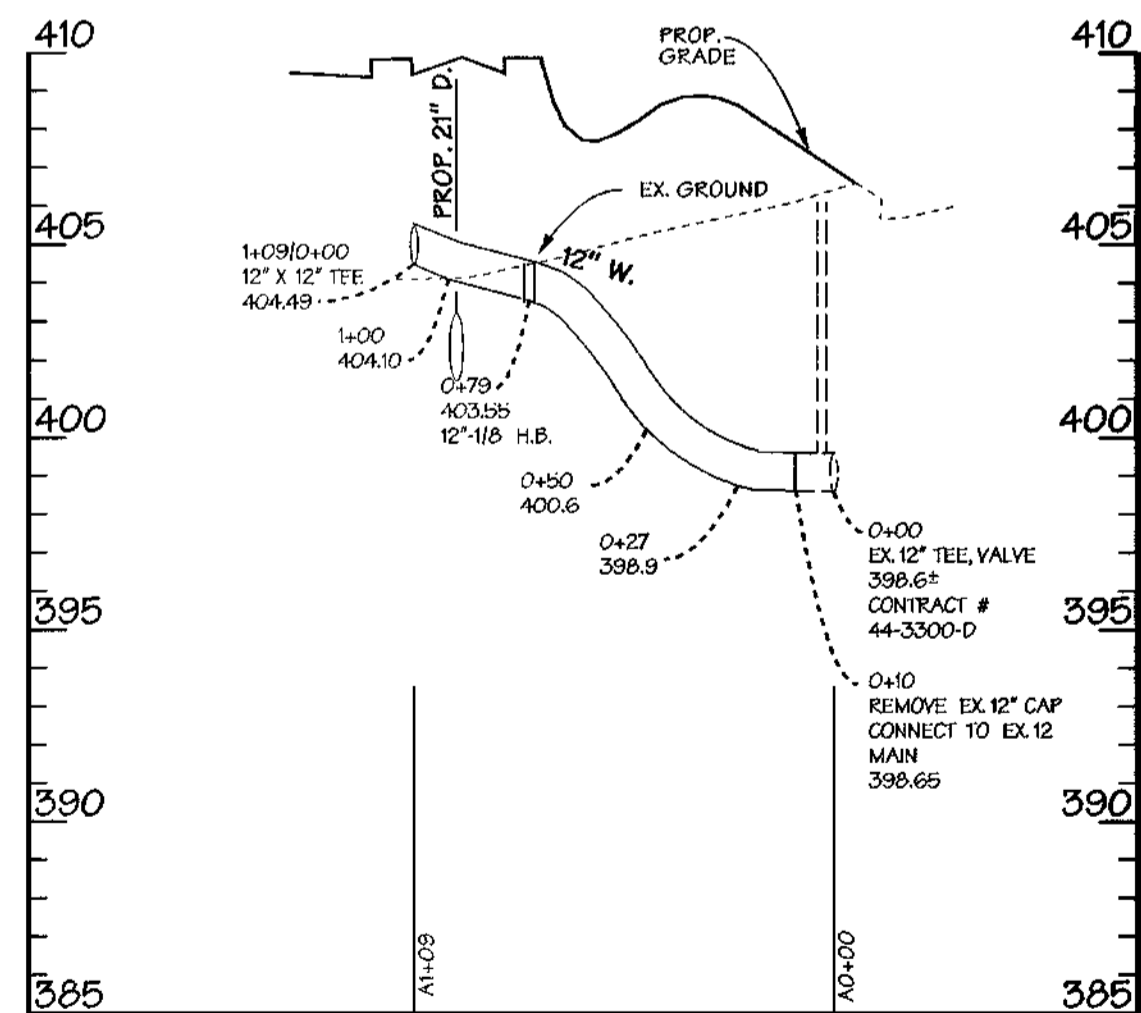 410
410
PROP.
GRADE
PROP. 21" D.
EX. GROUND
405
405
12" W.
1+09/0+00
12" X 12" TEE
404.49
1+00
404.10
0+79
403.55
12"-1/8 H.B.
400
400
0+50
400.6
0+27
398.9
0+00
EX. 12" TEE, VALVE
398.6±
CONTRACT #
44-3300-D
395
395
0+10
REMOVE EX. 12" CAP
CONNECT TO EX. 12
MAIN
398.65
390
390
A1+09
A0+00
385
385